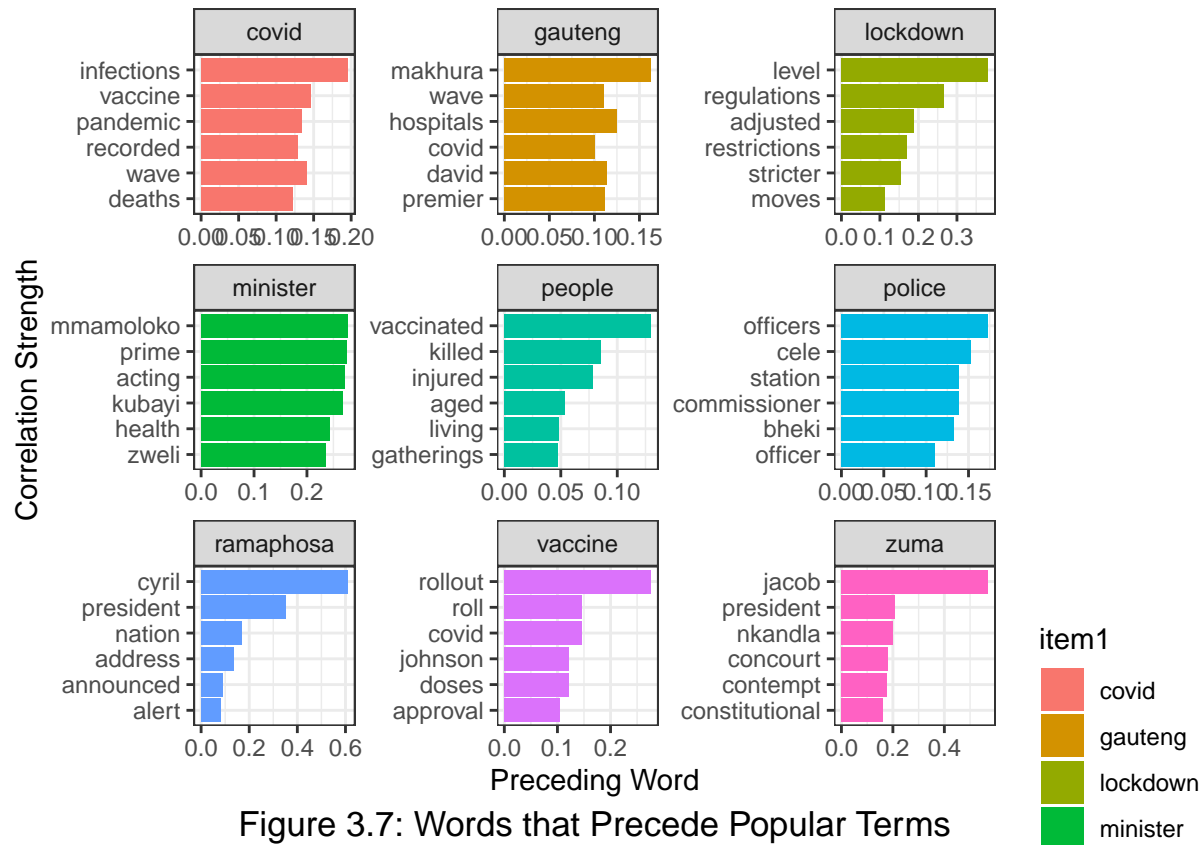 covid
infections
vaccine
pandemic
recorded
wave
deaths
0.00 0.05 0.10 0.15 0.20
gauteng
makhura
wave
hospitals
covid
david
premier
0.00 0.05 0.10 0.15
lockdown
level
regulations
adjusted
restrictions
stricter
moves
0.0 0.1 0.2 0.3
Correlation Strength
minister
mmamoloko
prime
acting
kubayi
health
zweli
0.0 0.1 0.2
people
vaccinated
killed
injured
aged
living
gatherings
0.00 0.05 0.10
police
officers
cele
station
commissioner
bheki
officer
0.00 0.05 0.10 0.15
ramaphosa
cyril
president
nation
address
announced
alert
0.0 0.2 0.4 0.6
vaccine
rollout
roll
covid
johnson
doses
approval
0.0 0.1 0.2
zuma
jacob
president
nkandla
concourt
contempt
constitutional
0.0 0.2 0.4
Preceding Word
Figure 3.7: Words that Precede Popular Terms
item1
covid
gauteng
lockdown
minister